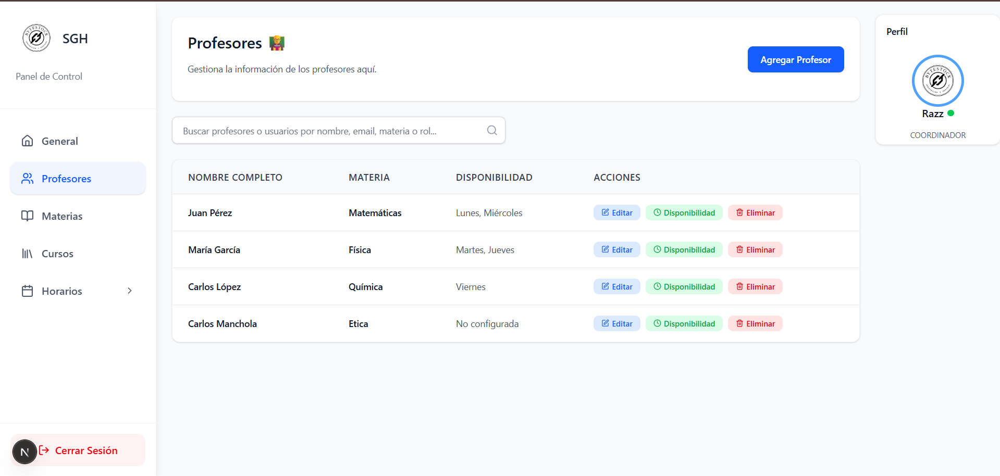 BYTESTOCK
SGH
Panel de Control
General
Profesores
Materias
Cursos
Horarios
N
Cerrar Sesión
Profesores
Gestiona la información de los profesores aquí.
Agregar Profesor
Buscar profesores o usuarios por nombre, email, materia o rol...
NOMBRE COMPLETO MATERIA DISPONIBILIDAD ACCIONES
Juan Pérez Matemáticas Lunes, Miércoles Editar Disponibilidad Eliminar
María García Física Martes, Jueves Editar Disponibilidad Eliminar
Carlos López Química Viernes Editar Disponibilidad Eliminar
Carlos Manchola Etica No configurada Editar Disponibilidad Eliminar
Perfil
BYTESTOCK
Razz
COORDINADOR